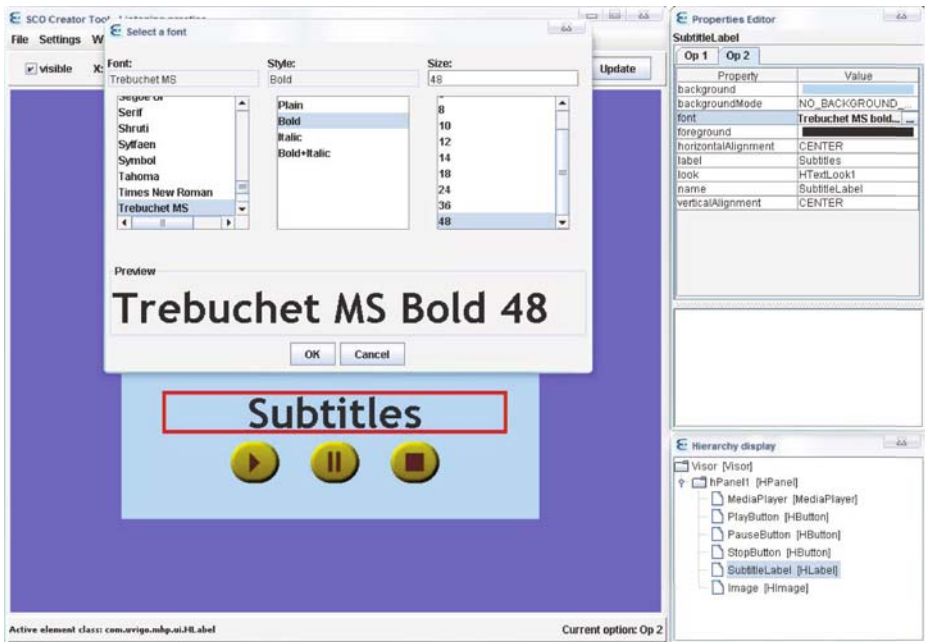 SCO Creator Tool - Listening practice
File Settings W
visible X:
Update
Select a font
Font: Style: Size:
Trebuchet MS Bold 48
Segoe UI
Serif
Shruti
Sylfaen
Symbol
Tahoma
Times New Roman
Trebuchet MS
Plain
Bold
Italic
Bold+Italic
8
10
12
14
18
24
36
48
Preview
Trebuchet MS Bold 48
OK Cancel
Subtitles
Active element class: com.uvigo.mhp.ui.HLabel Current option: Op 2
Properties Editor
SubtitleLabel
Op 1 Op 2
Property Value
background
backgroundMode NO_BACKGROUND_...
font Trebuchet MS bold... ...
foreground
horizontalAlignment CENTER
label Subtitles
look HTextLook1
name SubtitleLabel
verticalAlignment CENTER
Hierarchy display
Visor [Visor]
hPanel1 [HPanel]
MediaPlayer [MediaPlayer]
PlayButton [HButton]
PauseButton [HButton]
StopButton [HButton]
SubtitleLabel [HLabel]
Image [HImage]